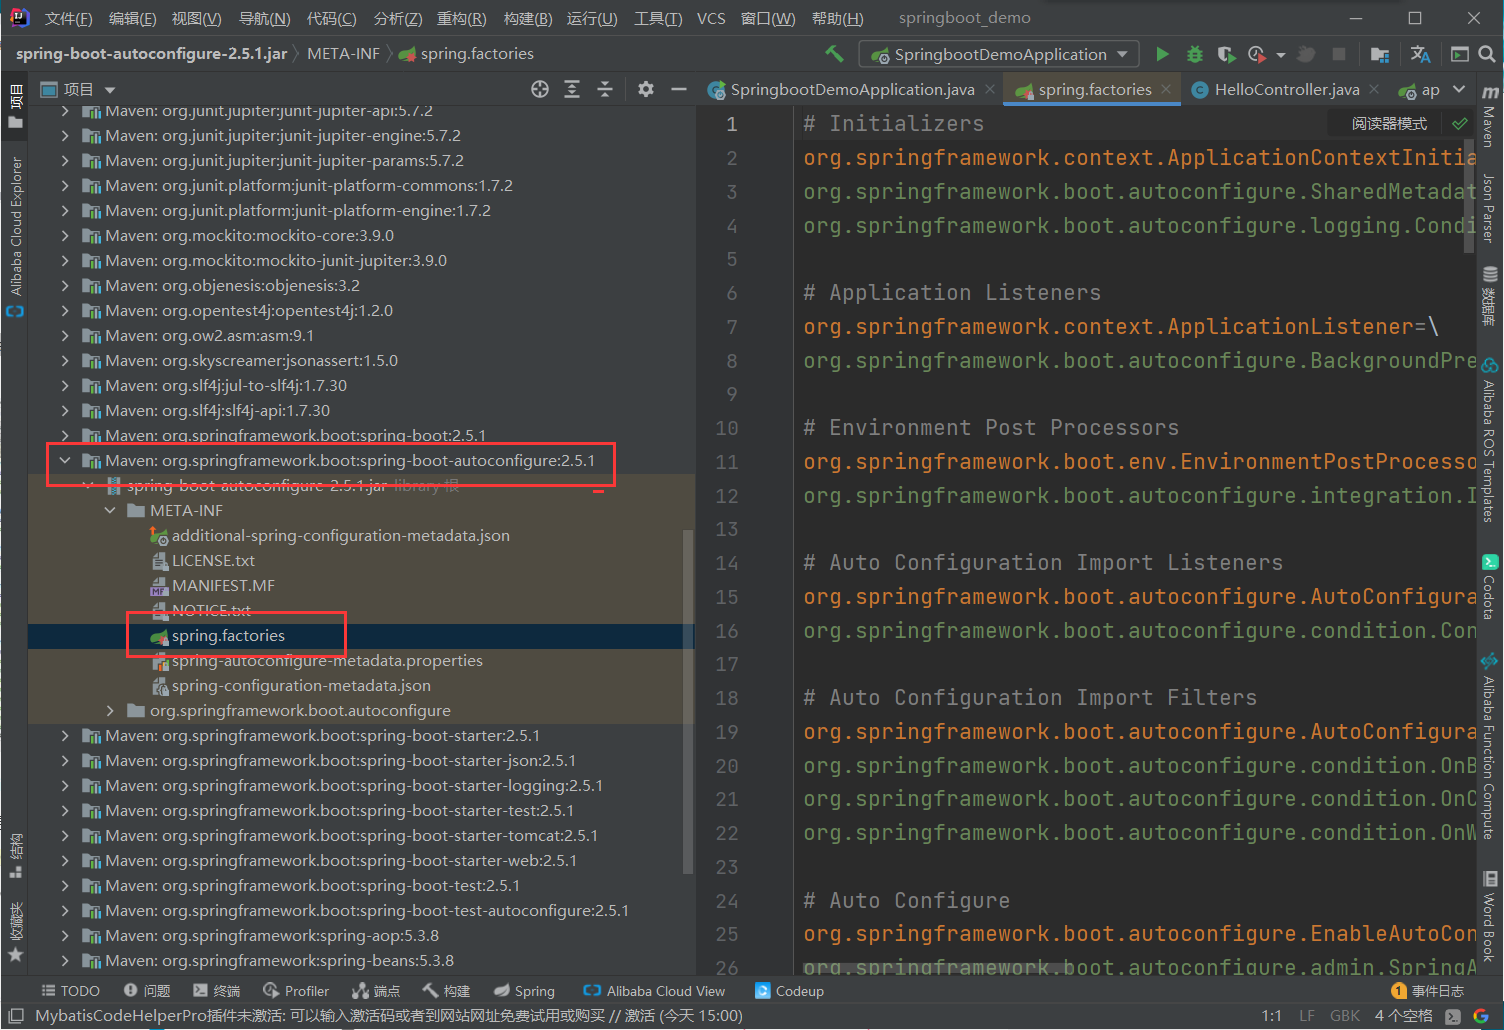 文件(F) 编辑(E) 视图(V) 导航(N) 代码(C) 分析(Z) 重构(R) 构建(B) 运行(U) 工具(T) VCS 窗口(W) 帮助(H) springboot_demo
spring-boot-autoconfigure-2.5.1.jar META-INF spring.factories SpringbootDemoApplication
项目 SpringbootDemoApplication.java spring.factories HelloController.java ap
项目
Alibaba Cloud Explorer
结构
收藏夹
Maven: org.junit.jupiter:junit-jupiter-api:5.7.2
Maven: org.junit.jupiter:junit-jupiter-engine:5.7.2
Maven: org.junit.jupiter:junit-jupiter-params:5.7.2
Maven: org.junit.platform:junit-platform-commons:1.7.2
Maven: org.junit.platform:junit-platform-engine:1.7.2
Maven: org.mockito:mockito-core:3.9.0
Maven: org.mockito:mockito-junit-jupiter:3.9.0
Maven: org.objenesis:objenesis:3.2
Maven: org.opentest4j:opentest4j:1.2.0
Maven: org.ow2.asm:asm:9.1
Maven: org.skyscreamer:jsonassert:1.5.0
Maven: org.slf4j:jul-to-slf4j:1.7.30
Maven: org.slf4j:slf4j-api:1.7.30
Maven: org.springframework.boot:spring-boot:2.5.1
Maven: org.springframework.boot:spring-boot-autoconfigure:2.5.1
spring-boot-autoconfigure-2.5.1.jar library 根
META-INF
additional-spring-configuration-metadata.json
LICENSE.txt
MANIFEST.MF
NOTICE.txt
spring.factories
spring-autoconfigure-metadata.properties
spring-configuration-metadata.json
org.springframework.boot.autoconfigure
Maven: org.springframework.boot:spring-boot-starter:2.5.1
Maven: org.springframework.boot:spring-boot-starter-json:2.5.1
Maven: org.springframework.boot:spring-boot-starter-logging:2.5.1
Maven: org.springframework.boot:spring-boot-starter-test:2.5.1
Maven: org.springframework.boot:spring-boot-starter-tomcat:2.5.1
Maven: org.springframework.boot:spring-boot-starter-web:2.5.1
Maven: org.springframework.boot:spring-boot-test:2.5.1
Maven: org.springframework.boot:spring-boot-test-autoconfigure:2.5.1
Maven: org.springframework:spring-aop:5.3.8
Maven: org.springframework:spring-beans:5.3.8
1 # Initializers 阅读器模式
2 org.springframework.context.ApplicationContextInitia
3 org.springframework.boot.autoconfigure.SharedMetadat
4 org.springframework.boot.autoconfigure.logging.Condi
5
6 # Application Listeners
7 org.springframework.context.ApplicationListener=\
8 org.springframework.boot.autoconfigure.BackgroundPre
9
10 # Environment Post Processors
11 org.springframework.boot.env.EnvironmentPostProcesso
12 org.springframework.boot.autoconfigure.integration.I
13
14 # Auto Configuration Import Listeners
15 org.springframework.boot.autoconfigure.AutoConfigura
16 org.springframework.boot.autoconfigure.condition.Con
17
18 # Auto Configuration Import Filters
19 org.springframework.boot.autoconfigure.AutoConfigura
20 org.springframework.boot.autoconfigure.condition.OnB
21 org.springframework.boot.autoconfigure.condition.OnC
22 org.springframework.boot.autoconfigure.condition.OnW
23
24 # Auto Configure
25 org.springframework.boot.autoconfigure.EnableAutoCon
26 org.springframework.boot.autoconfigure.admin.SpringA
m Maven
Json Parser
数据库
Alibaba ROS Templates
Codota
Alibaba Function Compute
Word Book
TODO 问题 终端 Profiler 端点 构建 Spring Alibaba Cloud View Codeup 1 事件日志
MybatisCodeHelperPro插件未激活: 可以输入激活码或者到网站网址免费试用或购买 // 激活 (今天 15:00) 1:1 LF GBK 4 个空格